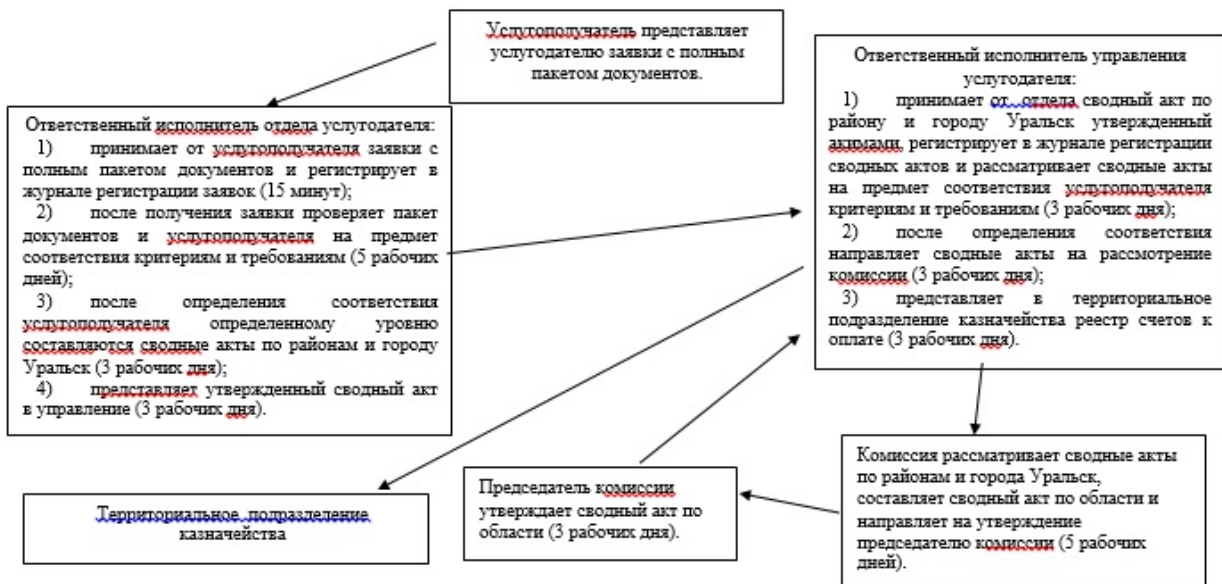 Услугополучатель представляет
услугодателю заявки с полным
пакетом документов.
Ответственный исполнитель отдела услугодателя:
1) принимает от услугополучателя заявки с
полным пакетом документов и регистрирует в
журнале регистрации заявок (15 минут);
2) после получения заявки проверяет пакет
документов и услугополучателя на предмет
соответствия критериям и требованиям (5 рабочих
дней);
3) после определения соответствия
услугополучателя определенному уровню
составляются сводные акты по районам и городу
Уральск (3 рабочих дня);
4) представляет утвержденный сводный акт
в управление (3 рабочих дня).
Ответственный исполнитель управления
услугодателя:
1) принимает от отдела сводный акт по
району и городу Уральск утвержденный
акимами, регистрирует в журнале регистрации
сводных актов и рассматривает сводные акты
на предмет соответствия услугополучателя
критериям и требованиям (3 рабочих дня);
2) после определения соответствия
направляет сводные акты на рассмотрение
комиссии (3 рабочих дня);
3) представляет в территориальное
подразделение казначейства реестр счетов к
оплате (3 рабочих дня).
Территориальное подразделение
казначейства
Председатель комиссии
утверждает сводный акт по
области (3 рабочих дня).
Комиссия рассматривает сводные акты
по районам и города Уральск,
составляет сводный акт по области и
направляет на утверждение
председателю комиссии (5 рабочих
дней).